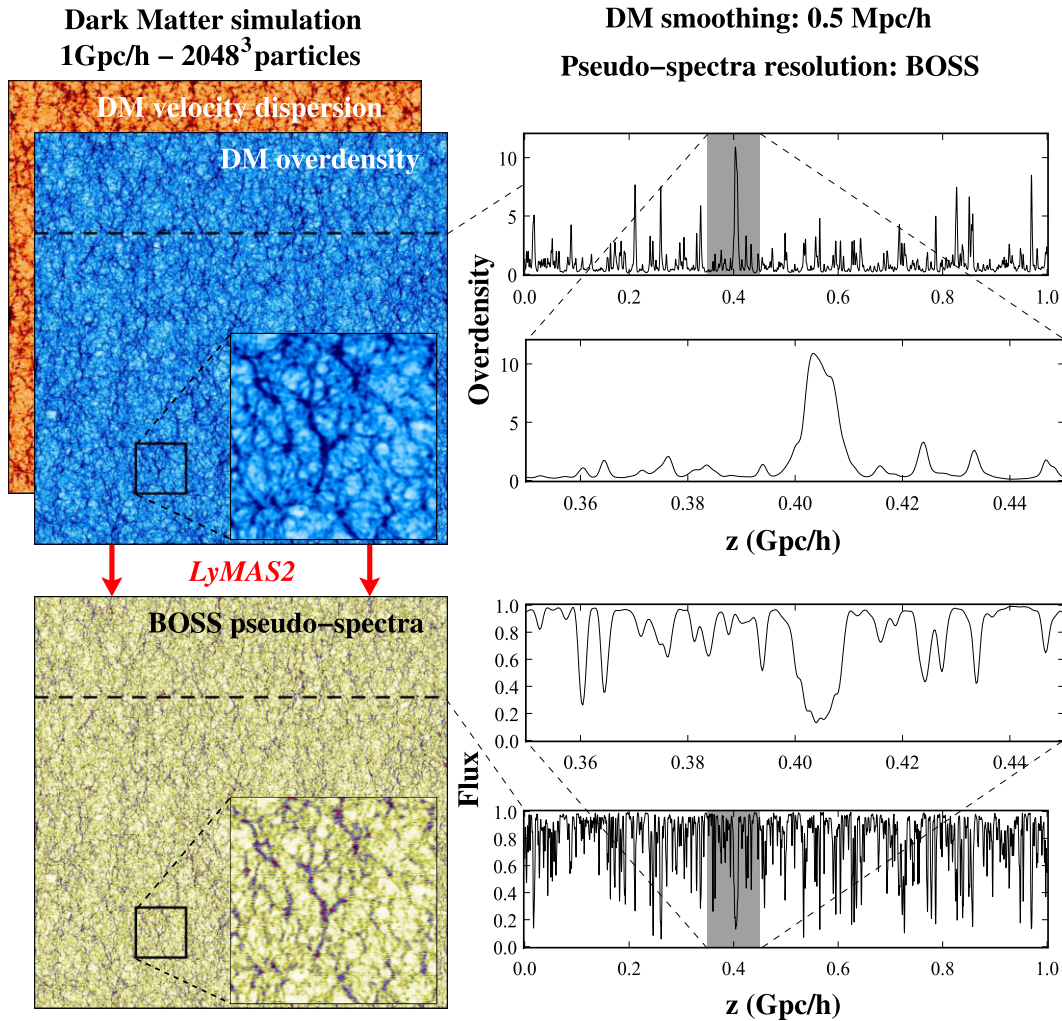 Dark Matter simulation
1Gpc/h − 2048³ particles
DM velocity dispersion
DM overdensity
LyMAS2
BOSS pseudo−spectra
DM smoothing: 0.5 Mpc/h
Pseudo−spectra resolution: BOSS
Overdensity
10
5
0
0.0 0.2 0.4 0.6 0.8 1.0
10
5
0
0.36 0.38 0.40 0.42 0.44
z (Gpc/h)
Flux
1.0
0.8
0.6
0.4
0.2
0.0
0.36 0.38 0.40 0.42 0.44
1.0
0.8
0.6
0.4
0.2
0.0
0.0 0.2 0.4 0.6 0.8 1.0
z (Gpc/h)